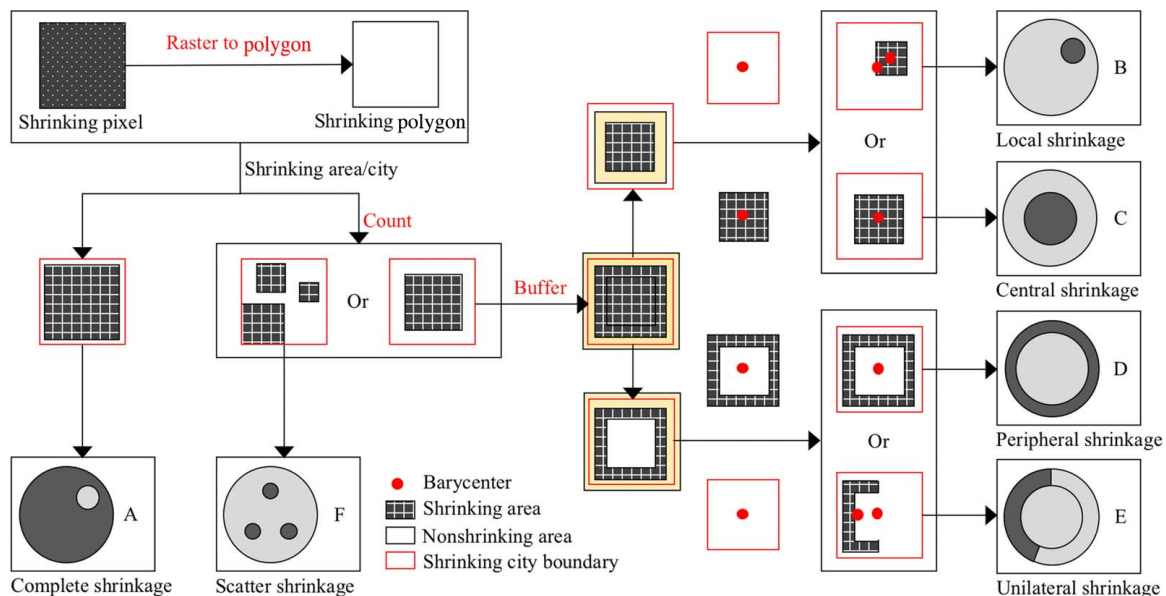 Raster to polygon
Shrinking pixel
Shrinking polygon
Shrinking area/city
Count
Or
Buffer
Or
B
Local shrinkage
C
Central shrinkage
Or
D
Peripheral shrinkage
E
Unilateral shrinkage
A
Complete shrinkage
F
Scatter shrinkage
Barycenter
Shrinking area
Nonshrinking area
Shrinking city boundary